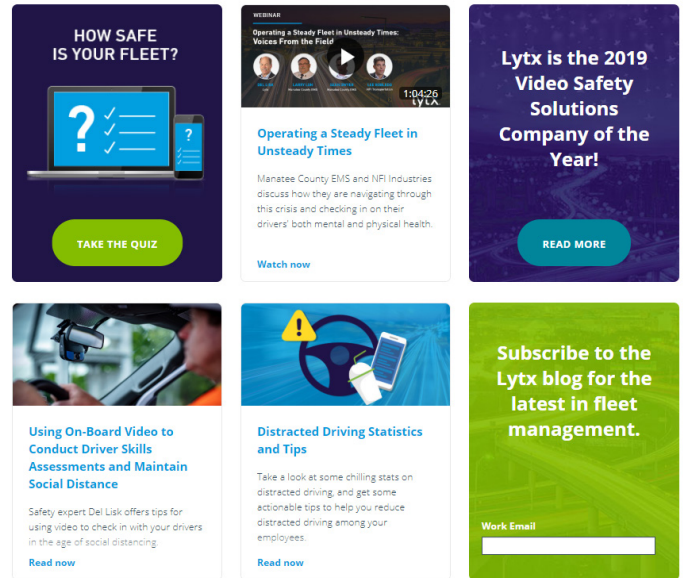 HOW SAFE
IS YOUR FLEET?
?
?
TAKE THE QUIZ
WEBINAR
Operating a Steady Fleet in Unsteady Times:
Voices From the Field
1:04:26
lytx
Operating a Steady Fleet in
Unsteady Times
Manatee County EMS and NFI Industries
discuss how they are navigating through
this crisis and checking in on their
drivers' both mental and physical health.
Watch now
Lytx is the 2019
Video Safety
Solutions
Company of the
Year!
READ MORE
Using On-Board Video to
Conduct Driver Skills
Assessments and Maintain
Social Distance
Safety expert Del Lisk offers tips for
using video to check in with your drivers
in the age of social distancing.
Read now
!
Distracted Driving Statistics
and Tips
Take a look at some chilling stats on
distracted driving, and get some
actionable tips to help you reduce
distracted driving among your
employees.
Read now
Subscribe to the
Lytx blog for the
latest in fleet
management.
Work Email